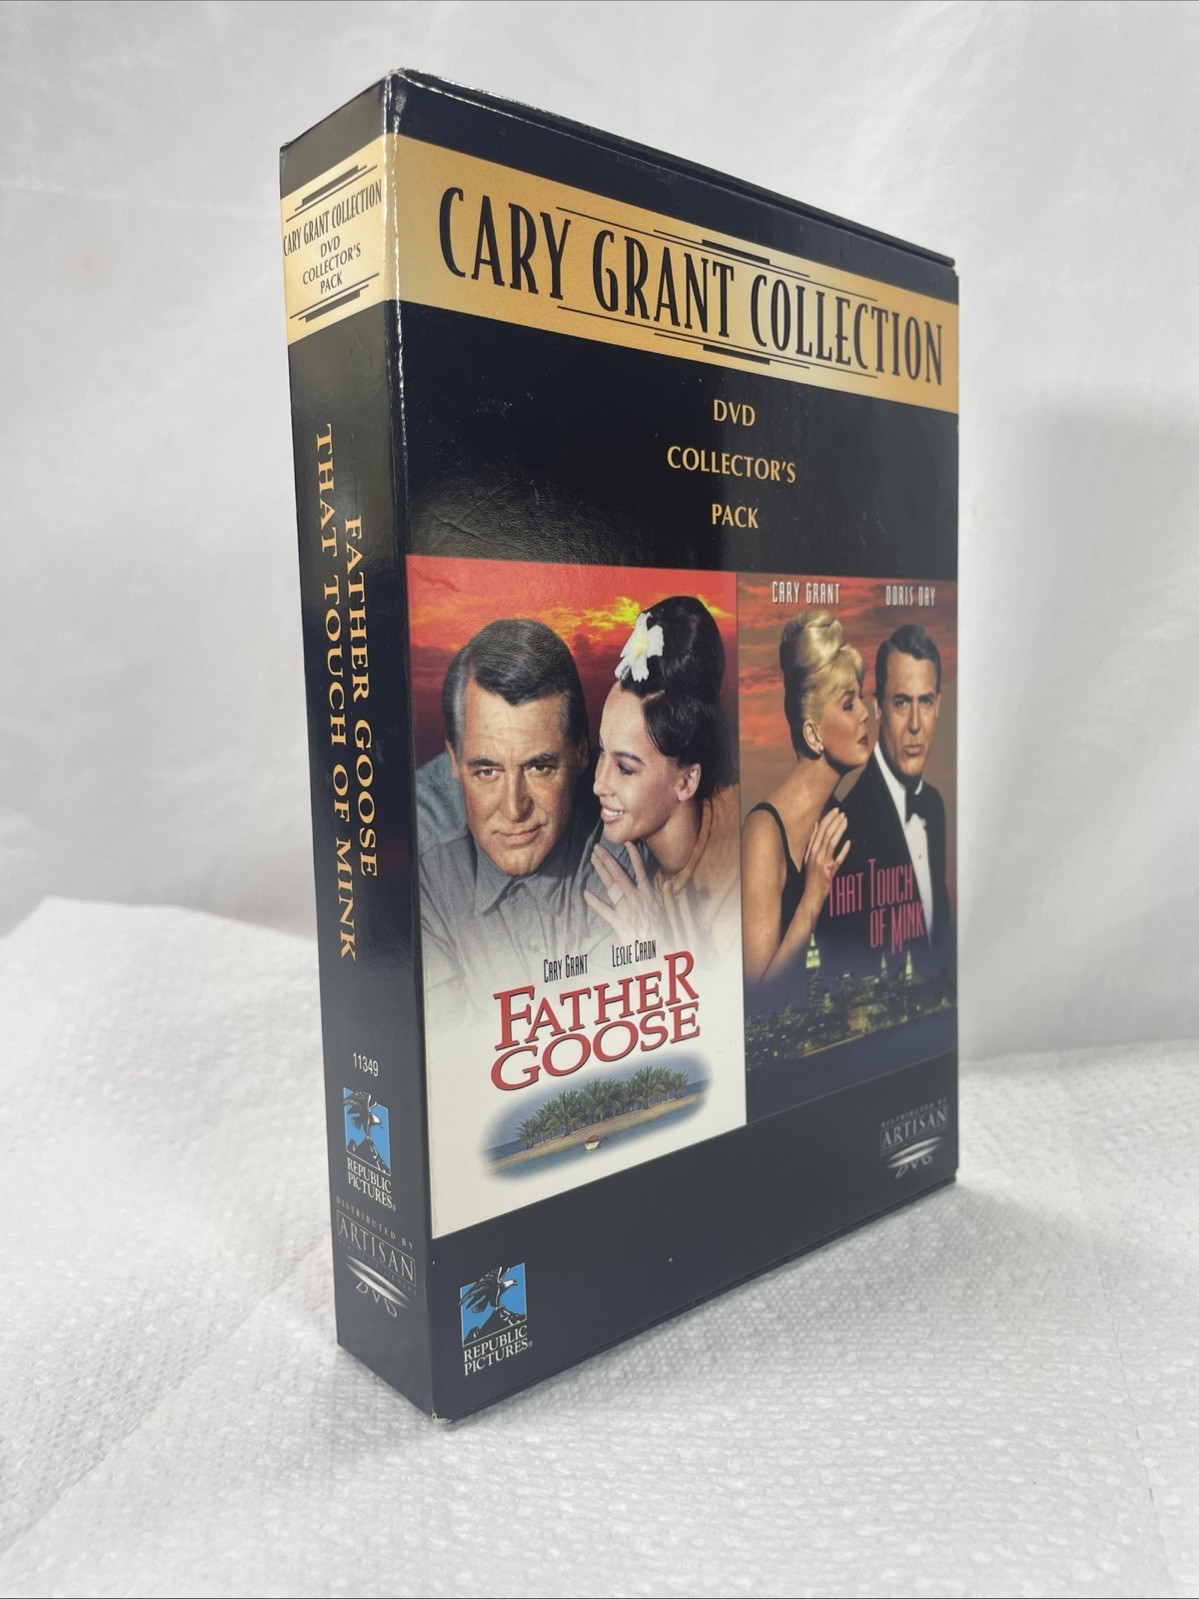 CARY GRANT COLLECTION
DVD
COLLECTOR'S
PACK
FATHER GOOSE
THAT TOUCH OF MINK
11349
REPUBLIC
PICTURES®
DISTRIBUTED BY
ARTISAN
DVD
CARY GRANT COLLECTION
DVD
COLLECTOR'S
PACK
CARY GRANT LESLIE CARON
FATHER
GOOSE
CARY GRANT DORIS DAY
THAT TOUCH
OF MINK
REPUBLIC
PICTURES®
DISTRIBUTED BY
ARTISAN
DVD